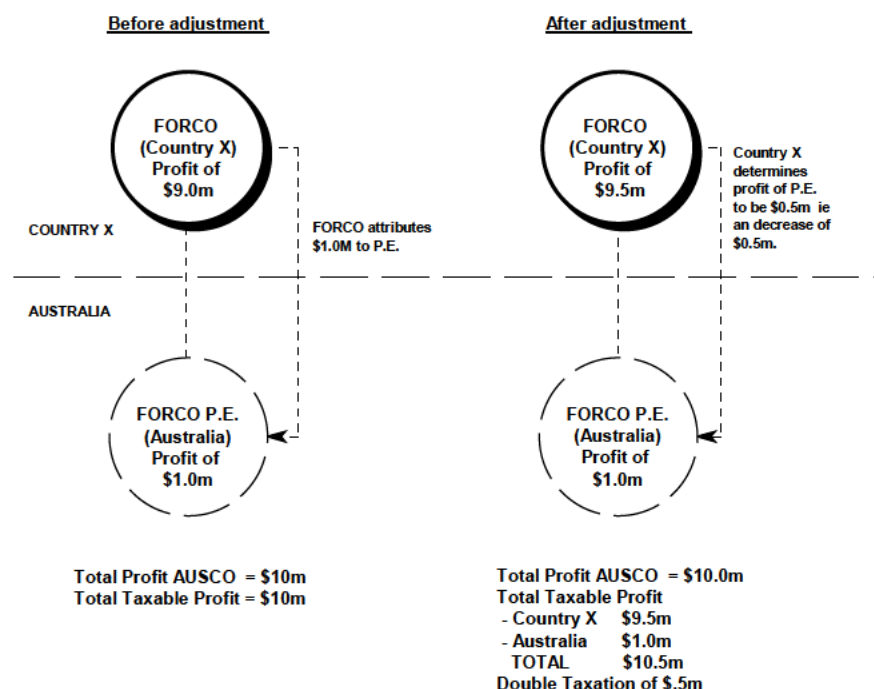 Before adjustment
FORCO
(Country X)
Profit of
$9.0m
FORCO attributes
$1.0M to P.E.
COUNTRY X
AUSTRALIA
FORCO P.E.
(Australia)
Profit of
$1.0m
Total Profit AUSCO = $10m
Total Taxable Profit = $10m
After adjustment
FORCO
(Country X)
Profit of
$9.5m
Country X
determines
profit of P.E.
to be $0.5m ie
an decrease of
$0.5m.
FORCO P.E.
(Australia)
Profit of
$1.0m
Total Profit AUSCO = $10.0m
Total Taxable Profit
- Country X $9.5m
- Australia $1.0m
TOTAL $10.5m
Double Taxation of $.5m